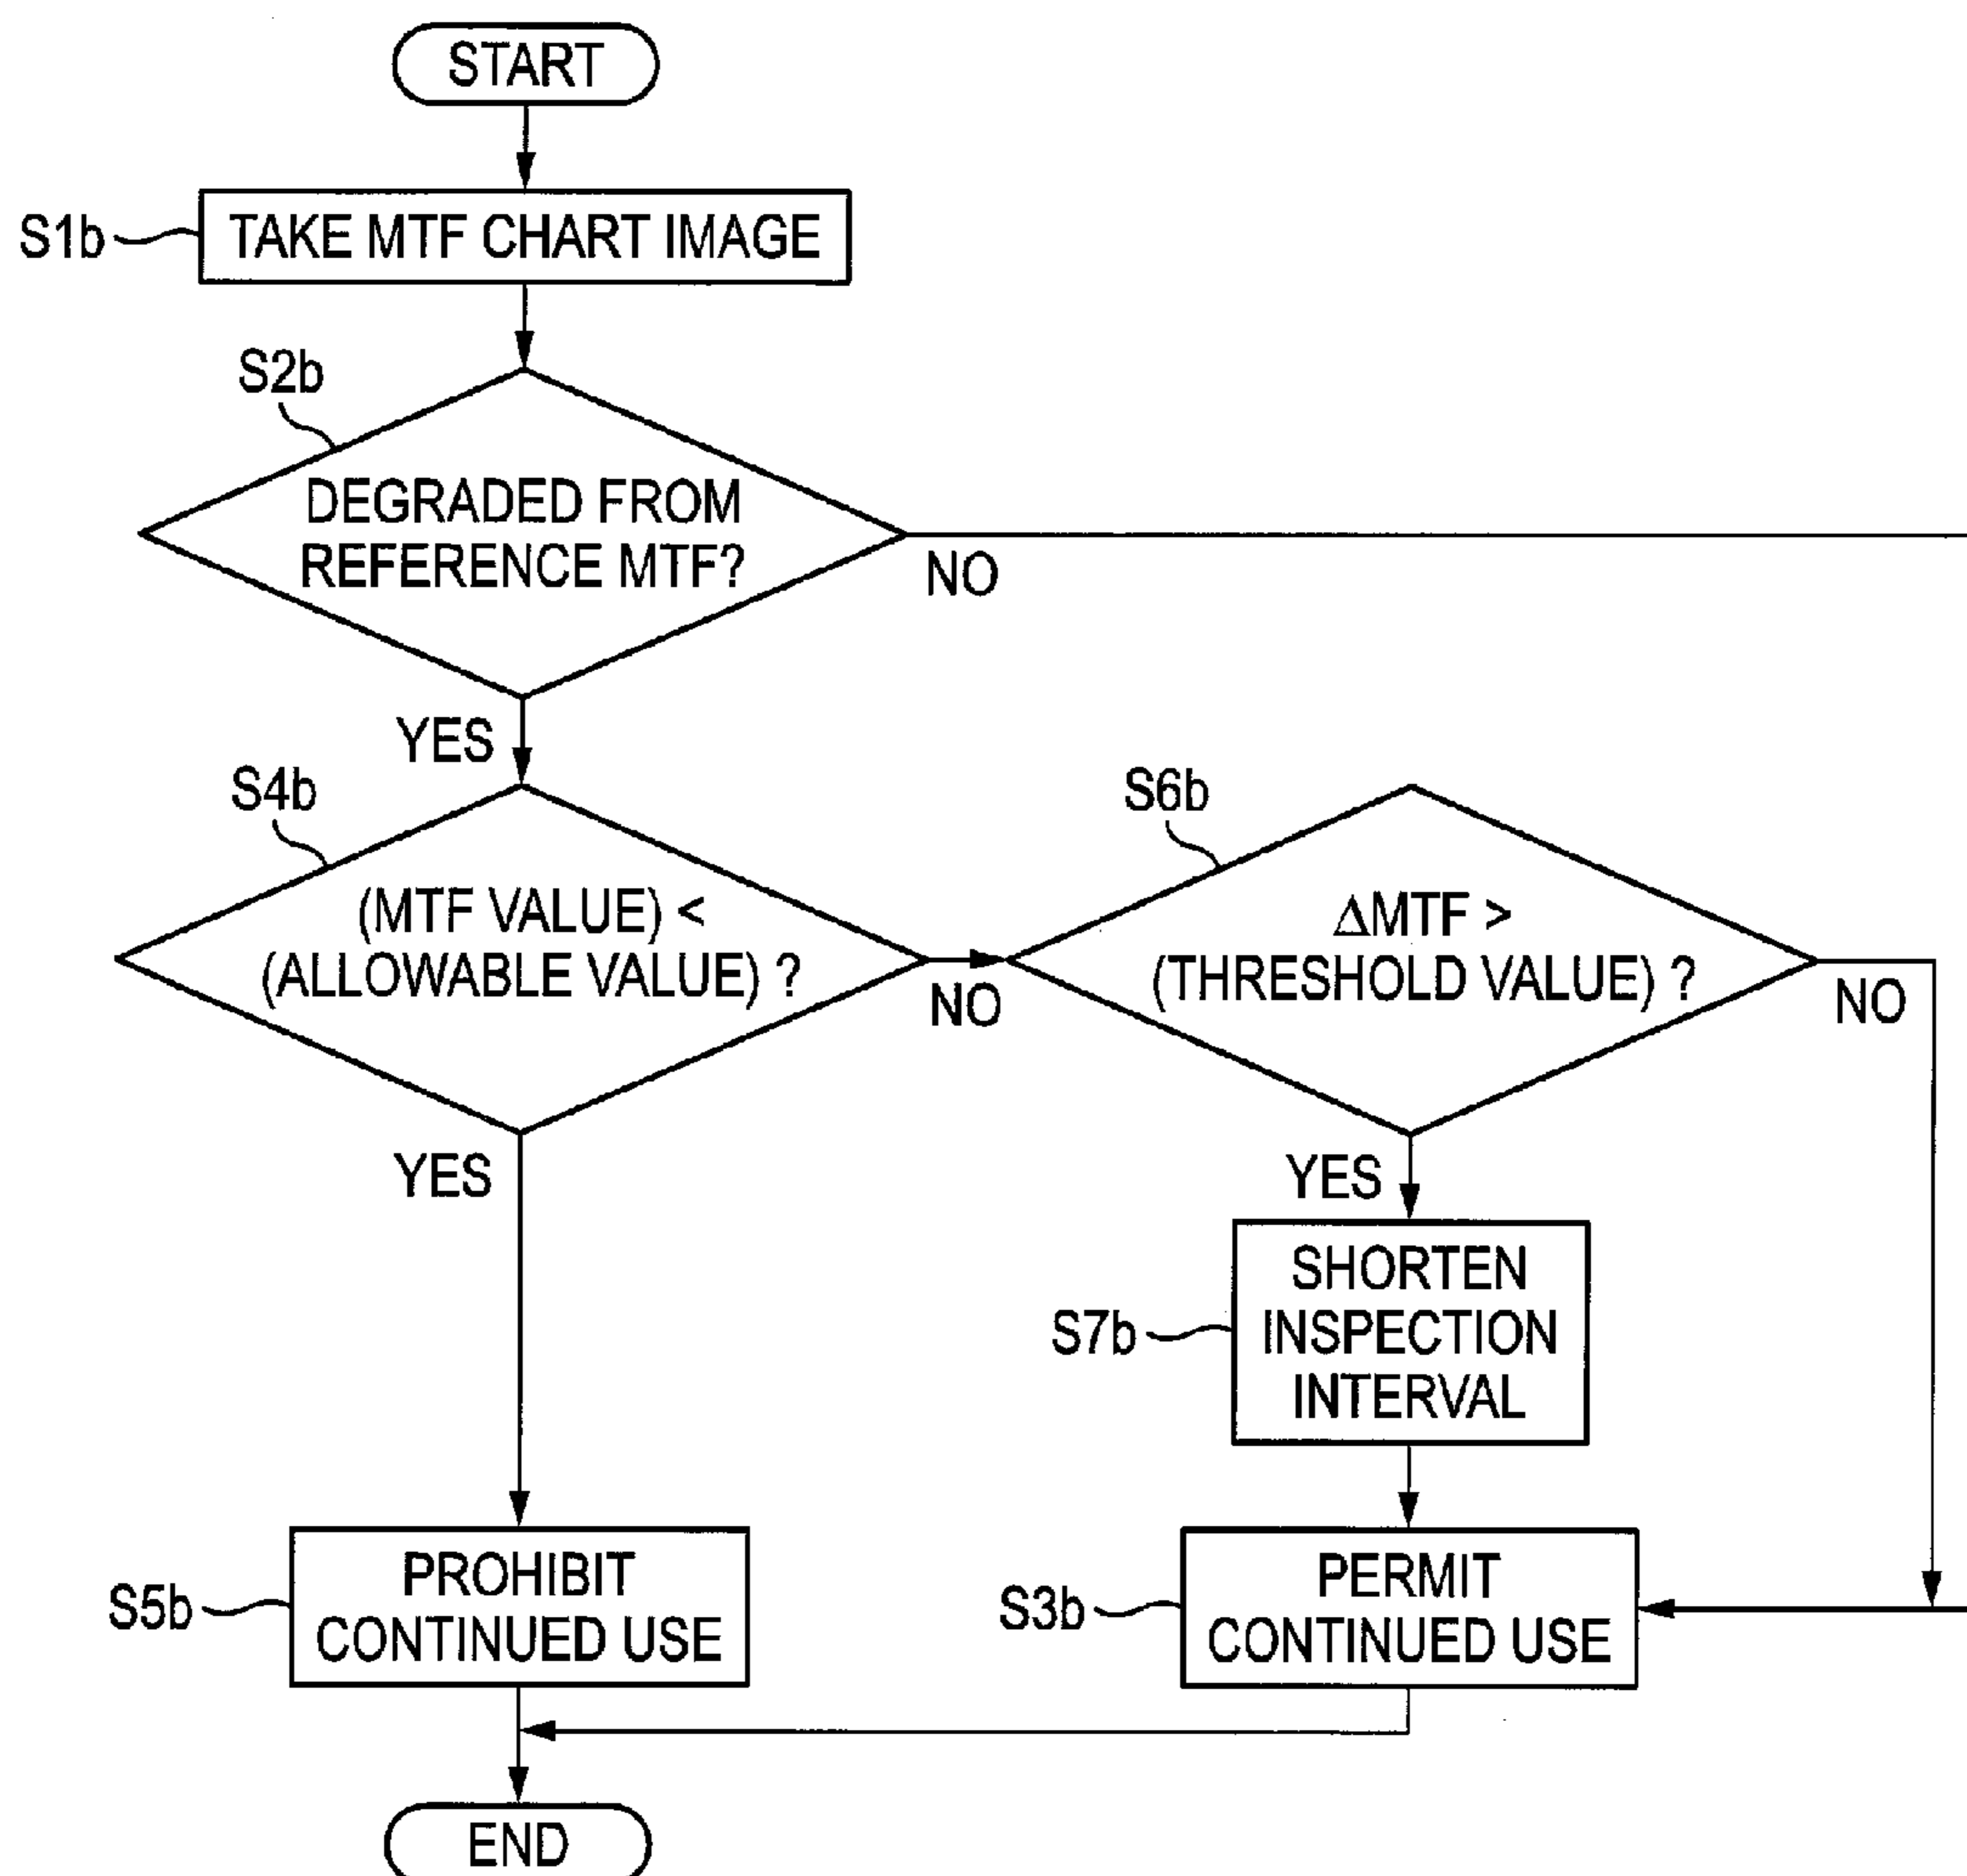 START
S1b
TAKE MTF CHART IMAGE
S2b
DEGRADED FROM
REFERENCE MTF?
NO
YES
S4b
(MTF VALUE) <
(ALLOWABLE VALUE) ?
NO
YES
S6b
ΔMTF >
(THRESHOLD VALUE) ?
NO
YES
S7b
SHORTEN
INSPECTION
INTERVAL
S5b
PROHIBIT
CONTINUED USE
S3b
PERMIT
CONTINUED USE
END